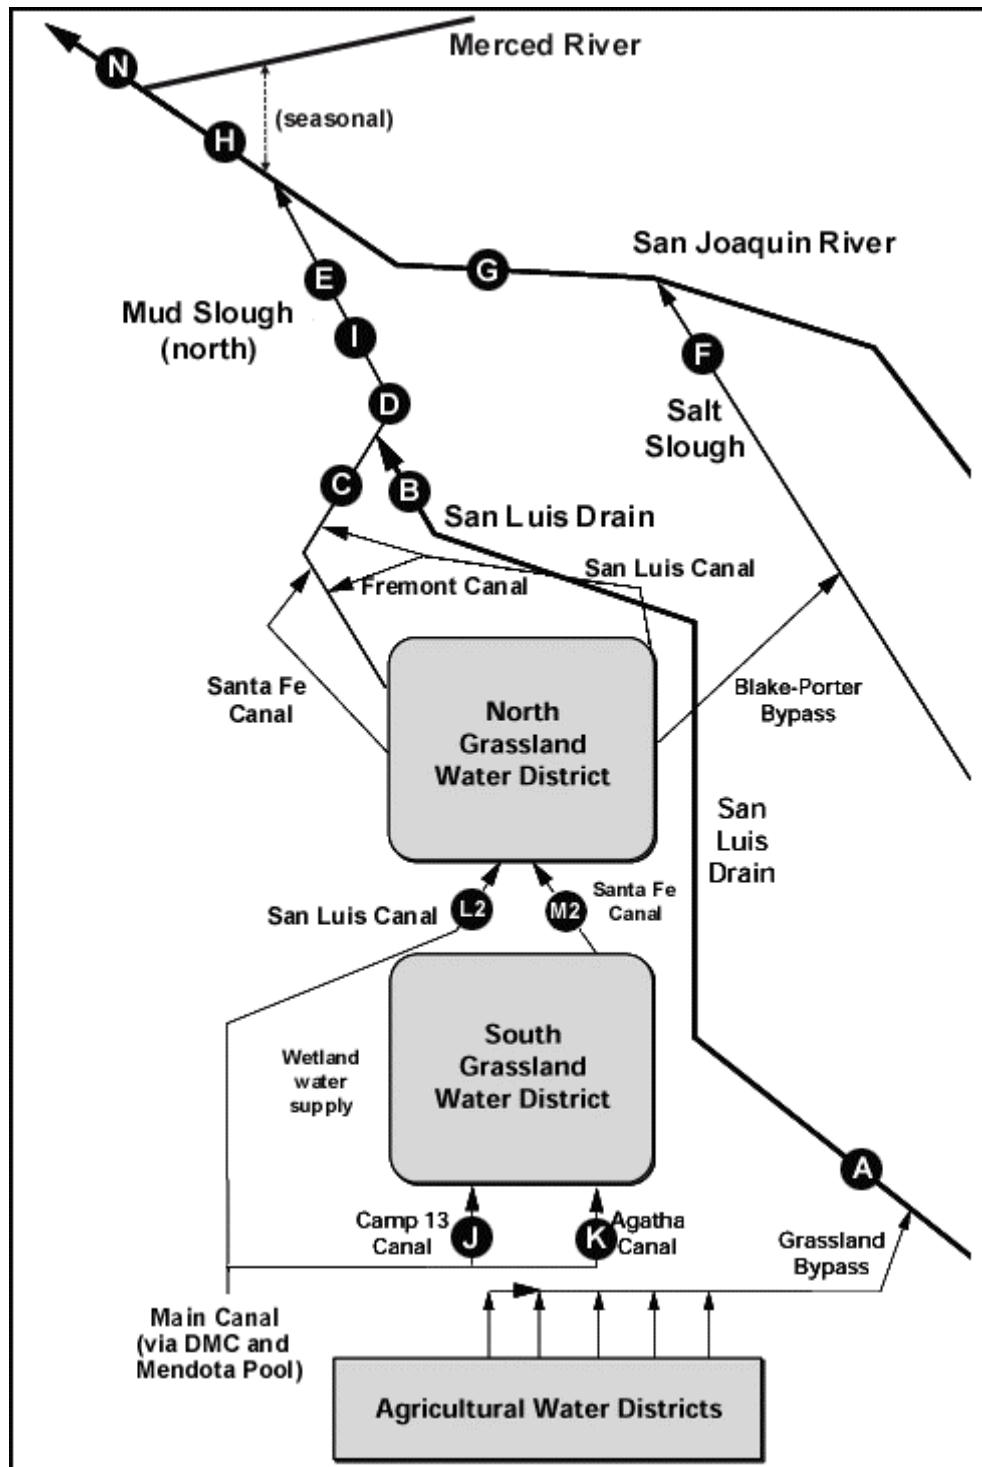 Merced River
N
H
(seasonal)
San Joaquin River
G
E
Mud Slough
(north)
I
F
D
Salt
Slough
C
B
San Luis Drain
San Luis Canal
Fremont Canal
Santa Fe
Canal
Blake-Porter
Bypass
North
Grassland
Water District
San
Luis
Drain
San Luis Canal
L2
M2
Santa Fe
Canal
South
Grassland
Water District
Wetland
water
supply
A
Camp 13
Canal
J
K
Agatha
Canal
Grassland
Bypass
Main Canal
(via DMC and
Mendota Pool)
Agricultural Water Districts